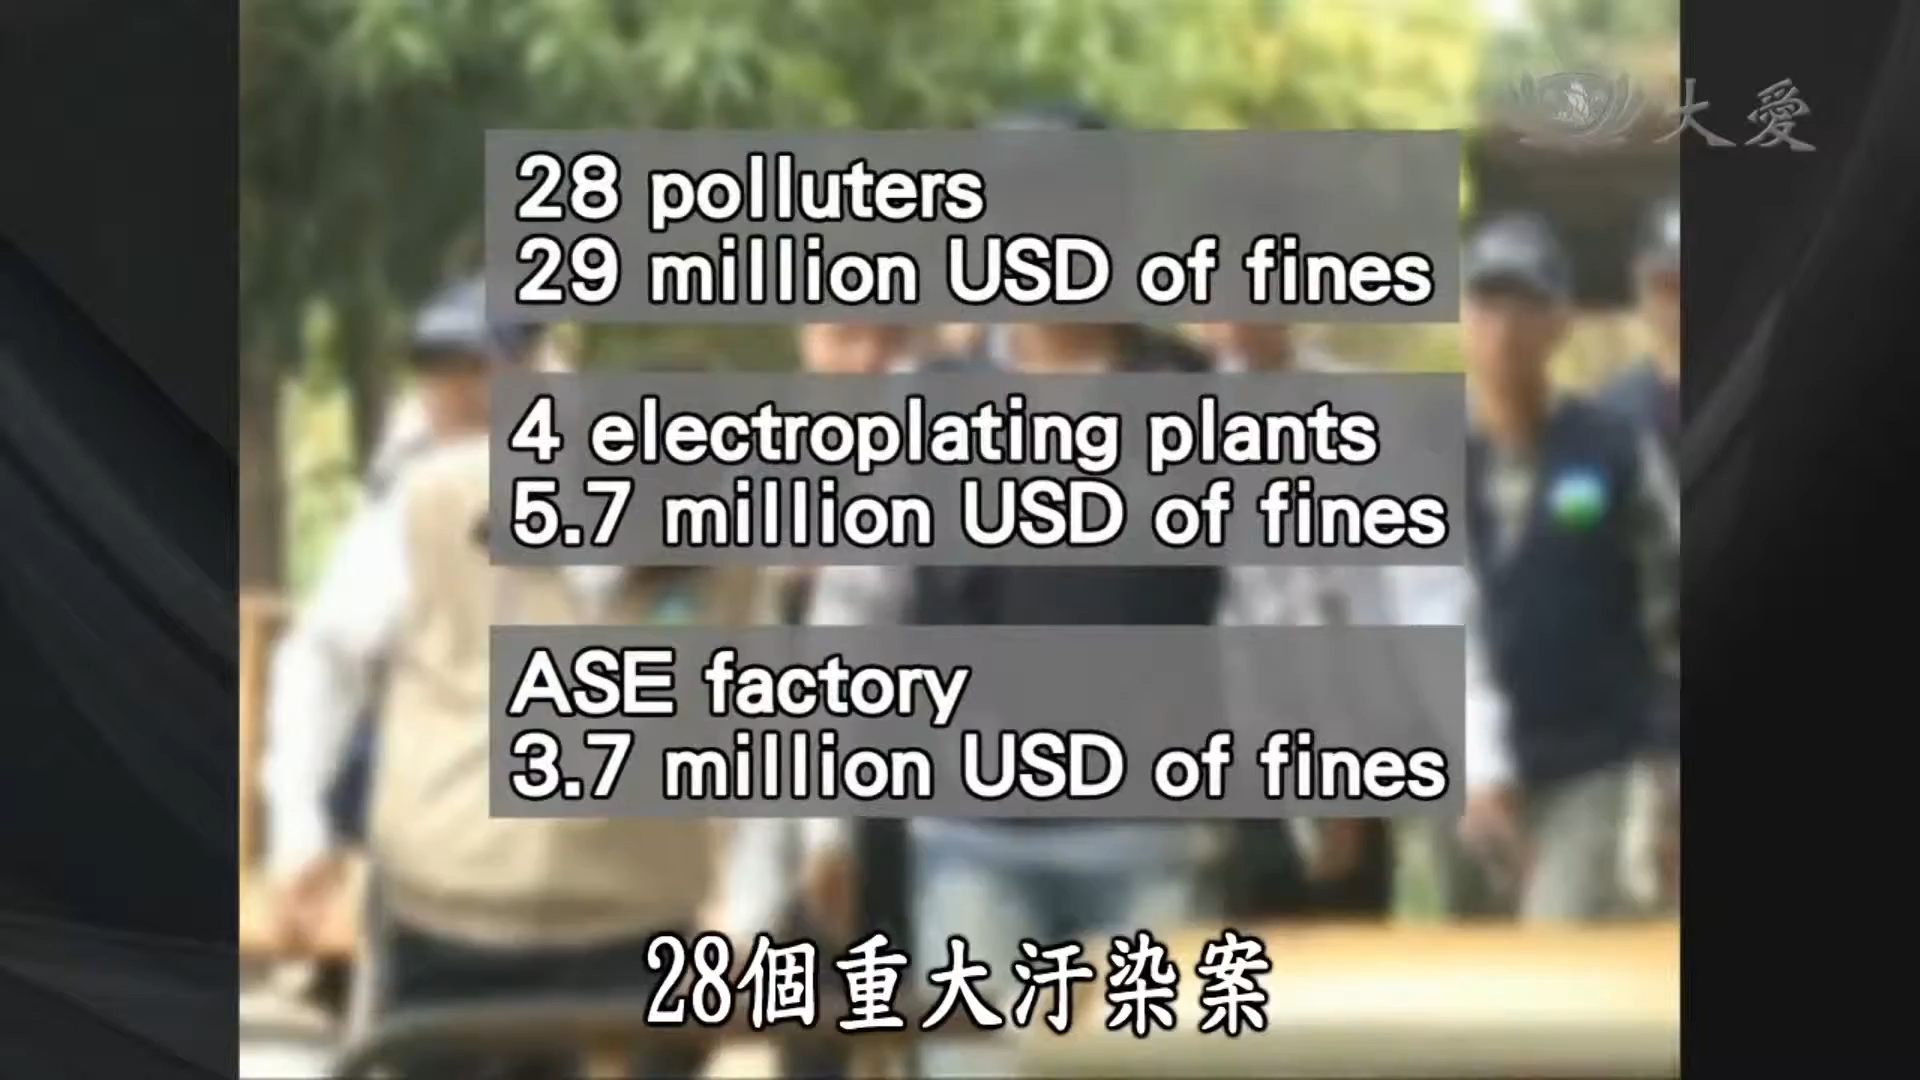 大愛
28 polluters
29 million USD of fines
4 electroplating plants
5.7 million USD of fines
ASE factory
3.7 million USD of fines
28個重大汙染案